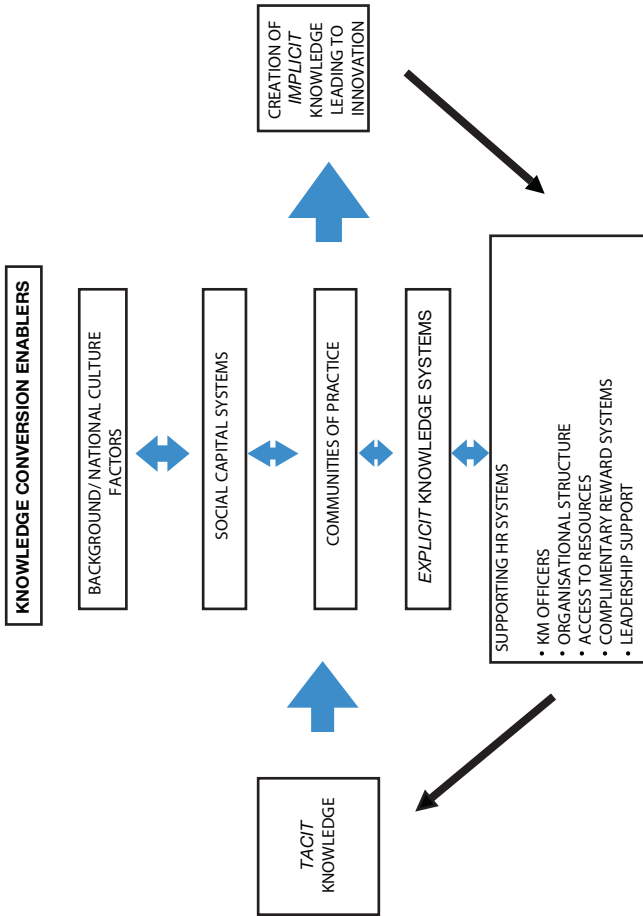 KNOWLEDGE CONVERSION ENABLERS
BACKGROUND/ NATIONAL CULTURE
FACTORS
SOCIAL CAPITAL SYSTEMS
COMMUNITIES OF PRACTICE
EXPLICIT KNOWLEDGE SYSTEMS
SUPPORTING HR SYSTEMS
• KM OFFICERS
• ORGANISATIONAL STRUCTURE
• ACCESS TO RESOURCES
• COMPLIMENTARY REWARD SYSTEMS
• LEADERSHIP SUPPORT
TACIT
KNOWLEDGE
CREATION OF
IMPLICIT
KNOWLEDGE
LEADING TO
INNOVATION